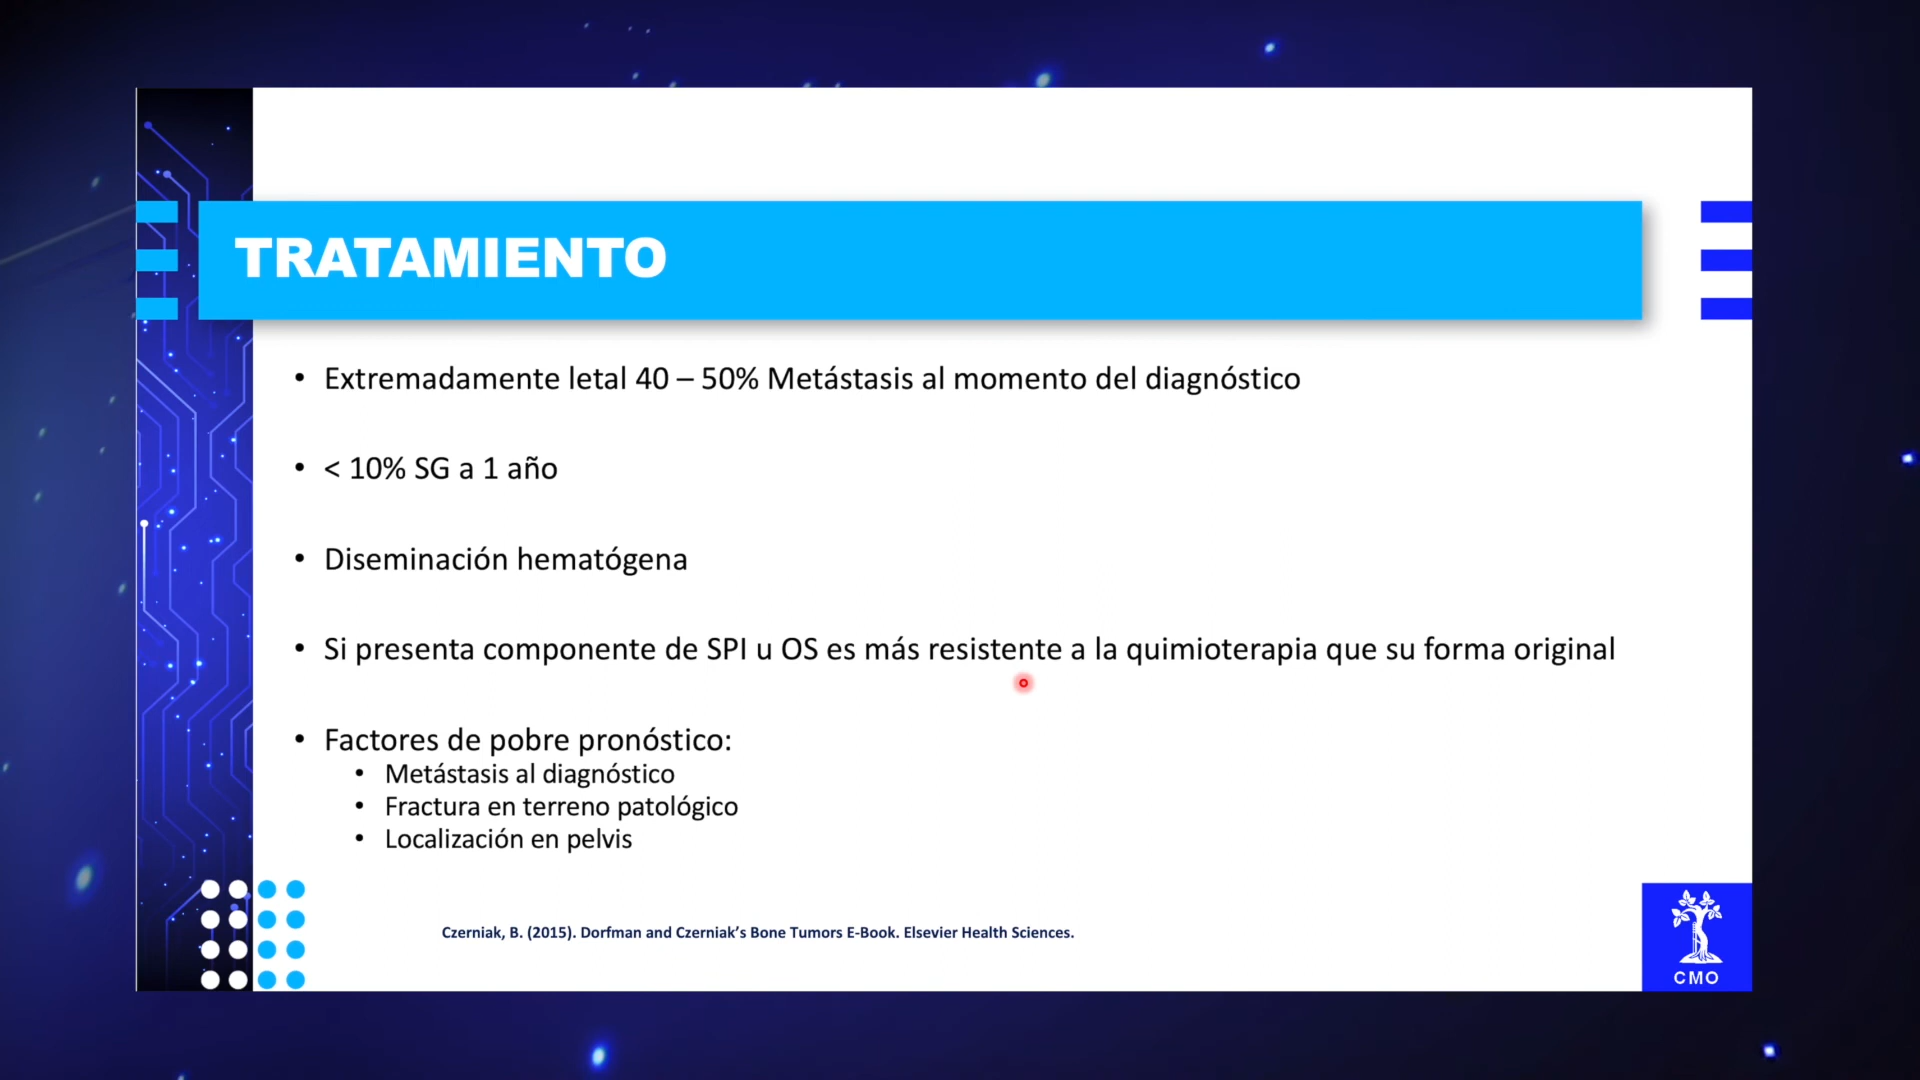 TRATAMIENTO
• Extremadamente letal 40 – 50% Metástasis al momento del diagnóstico
• < 10% SG a 1 año
• Diseminación hematógena
• Si presenta componente de SPI u OS es más resistente a la quimioterapia que su forma original
• Factores de pobre pronóstico:
• Metástasis al diagnóstico
• Fractura en terreno patológico
• Localización en pelvis
Czerniak, B. (2015). Dorfman and Czerniak’s Bone Tumors E-Book. Elsevier Health Sciences.
CMO